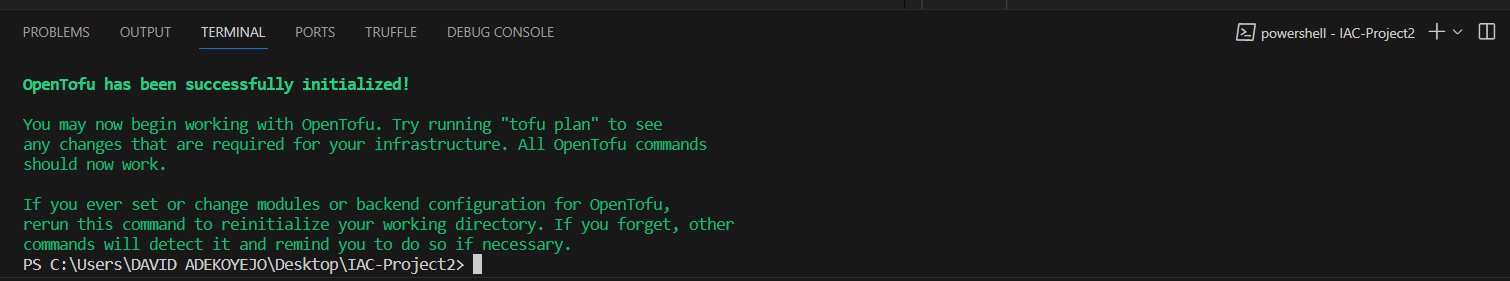 PROBLEMS OUTPUT TERMINAL PORTS TRUFFLE DEBUG CONSOLE powershell - IAC-Project2
OpenTofu has been successfully initialized!
You may now begin working with OpenTofu. Try running "tofu plan" to see
any changes that are required for your infrastructure. All OpenTofu commands
should now work.
If you ever set or change modules or backend configuration for OpenTofu,
rerun this command to reinitialize your working directory. If you forget, other
commands will detect it and remind you to do so if necessary.
PS C:\Users\DAVID ADEKOYEJO\Desktop\IAC-Project2>